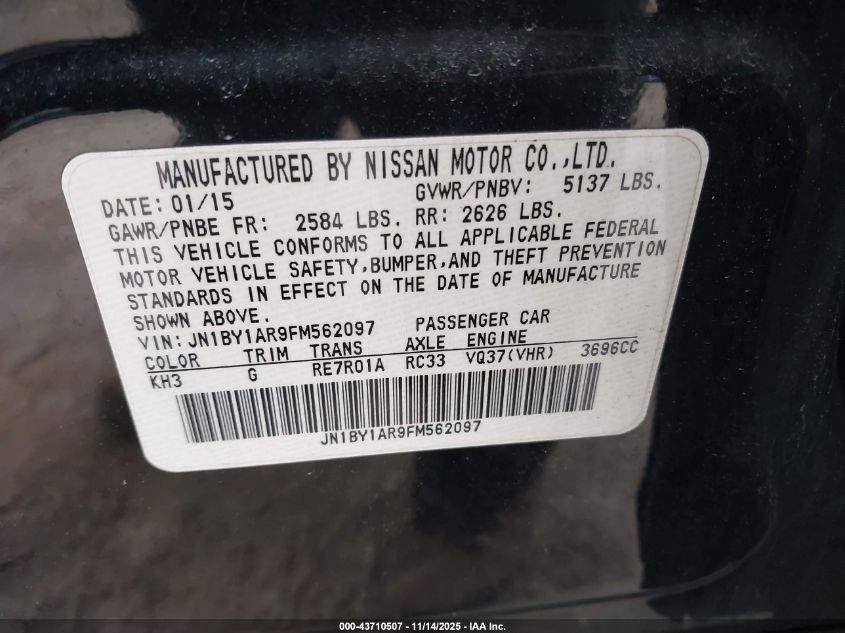 MANUFACTURED BY NISSAN MOTOR CO.,LTD.
DATE: 01/15 GVWR/PNBV: 5137 LBS.
GAWR/PNBE FR: 2584 LBS. RR: 2626 LBS.
THIS VEHICLE CONFORMS TO ALL APPLICABLE FEDERAL
MOTOR VEHICLE SAFETY,BUMPER,AND THEFT PREVENTION
STANDARDS IN EFFECT ON THE DATE OF MANUFACTURE
SHOWN ABOVE.
VIN: JN1BY1AR9FM562097 PASSENGER CAR
COLOR TRIM TRANS AXLE ENGINE
KH3 G RE7R01A RC33 VQ37(VHR) 3696CC
JN1BY1AR9FM562097
000-43710507 - 11/14/2025 - IAA Inc.